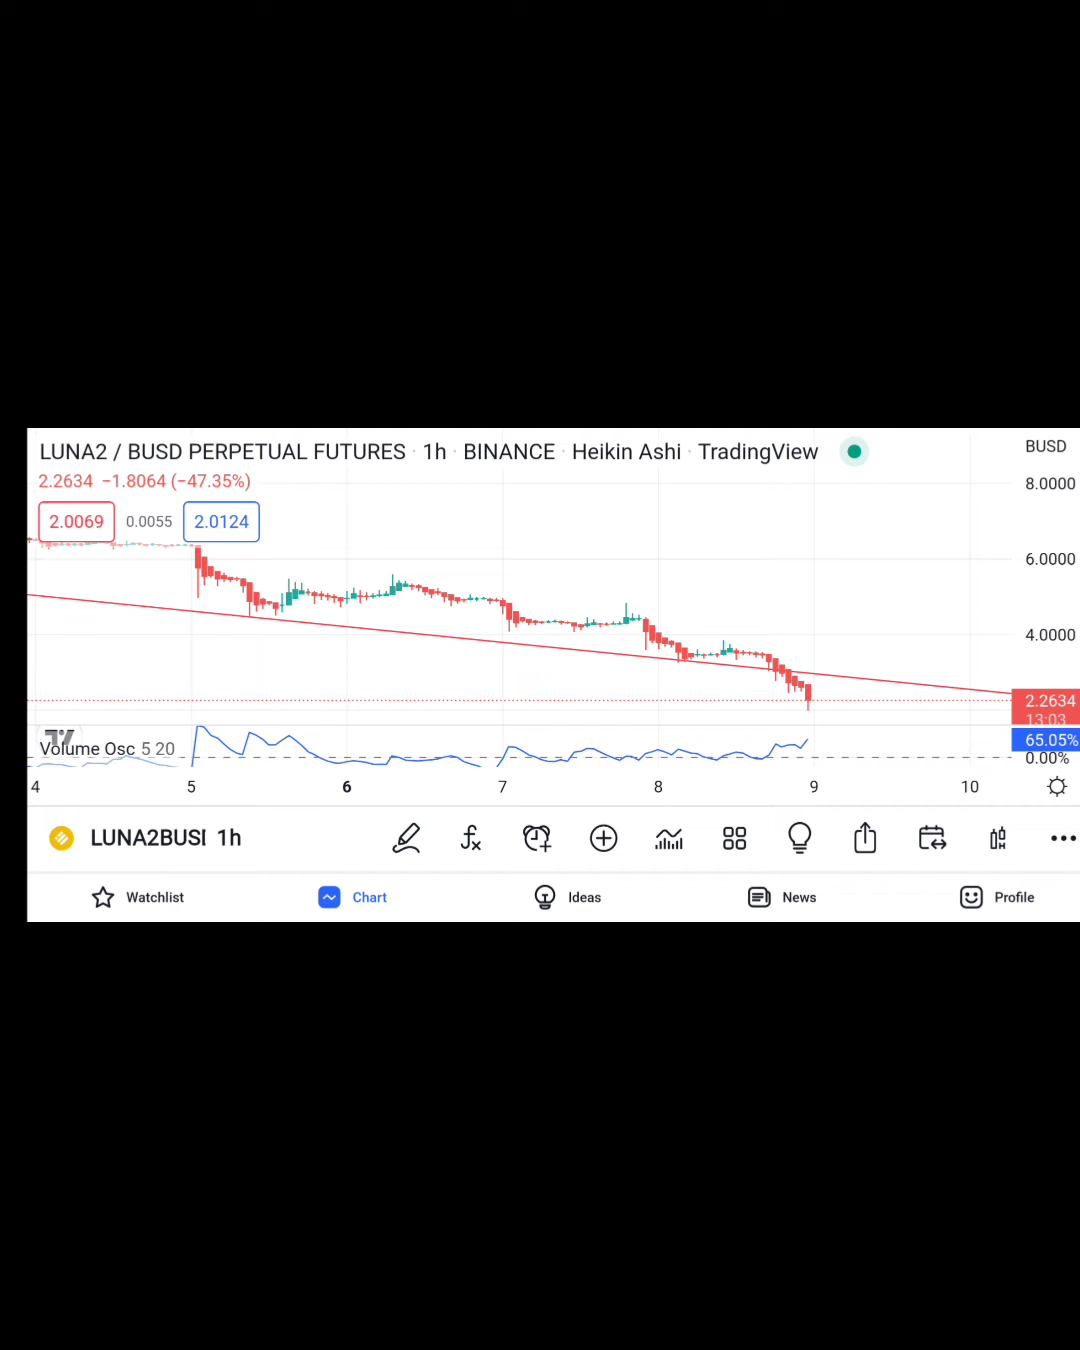 LUNA2 / BUSD PERPETUAL FUTURES · 1h · BINANCE · Heikin Ashi · TradingView
BUSD
2.2634 −1.8064 (−47.35%)
8.0000
2.0069 0.0055 2.0124
6.0000
4.0000
2.2634
13:03
65.05%
Volume Osc 5 20
0.00%
4 5 6 7 8 9 10
LUNA2BUSI 1h
Watchlist Chart Ideas News Profile